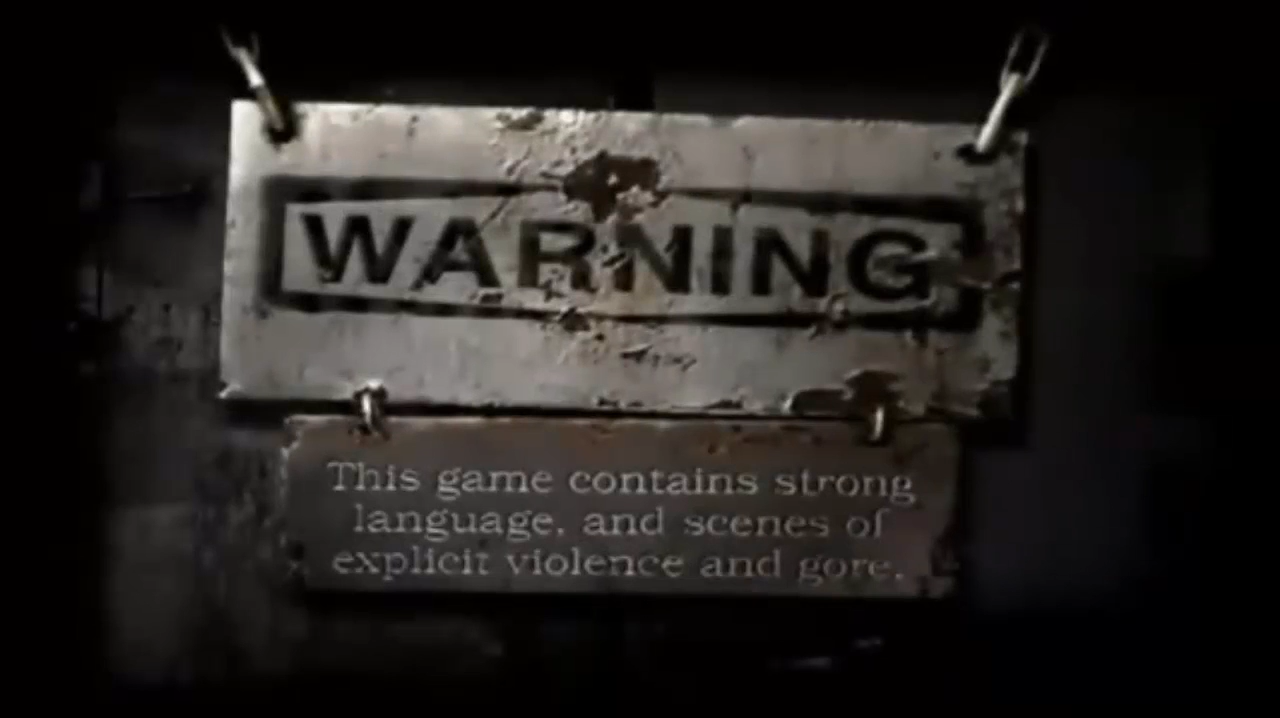 WARNING
This game contains strong
language, and scenes of
explicit violence and gore.